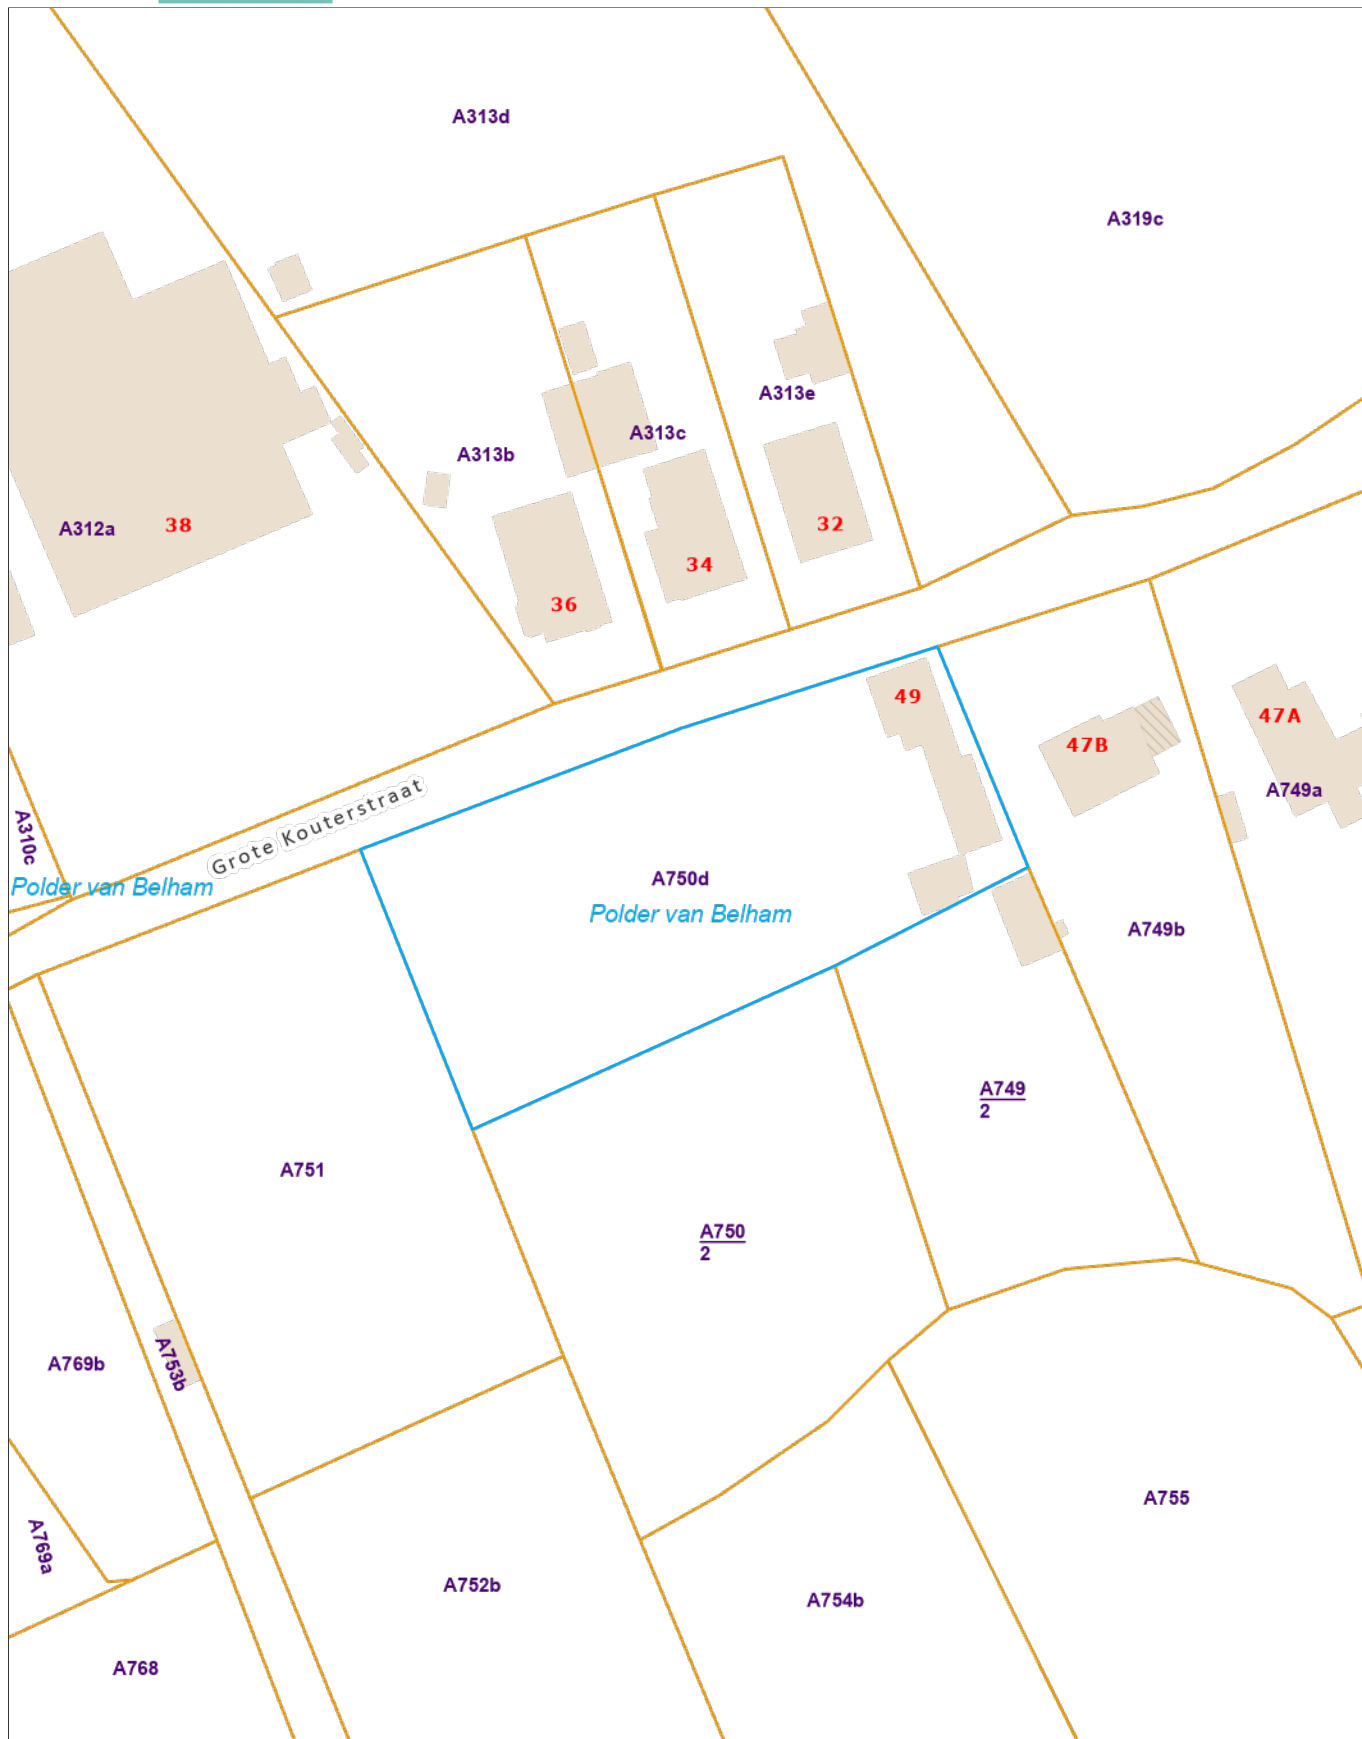 A313d
A319c
A313e
A313c
A313b
A312a
38
32
34
36
49
47A
47B
A749a
Grote Kouterstraat
A310c
Polder van Belham
A750d
Polder van Belham
A749b
A749
2
A751
A750
2
A769b
A753b
A755
A769a
A752b
A754b
A768